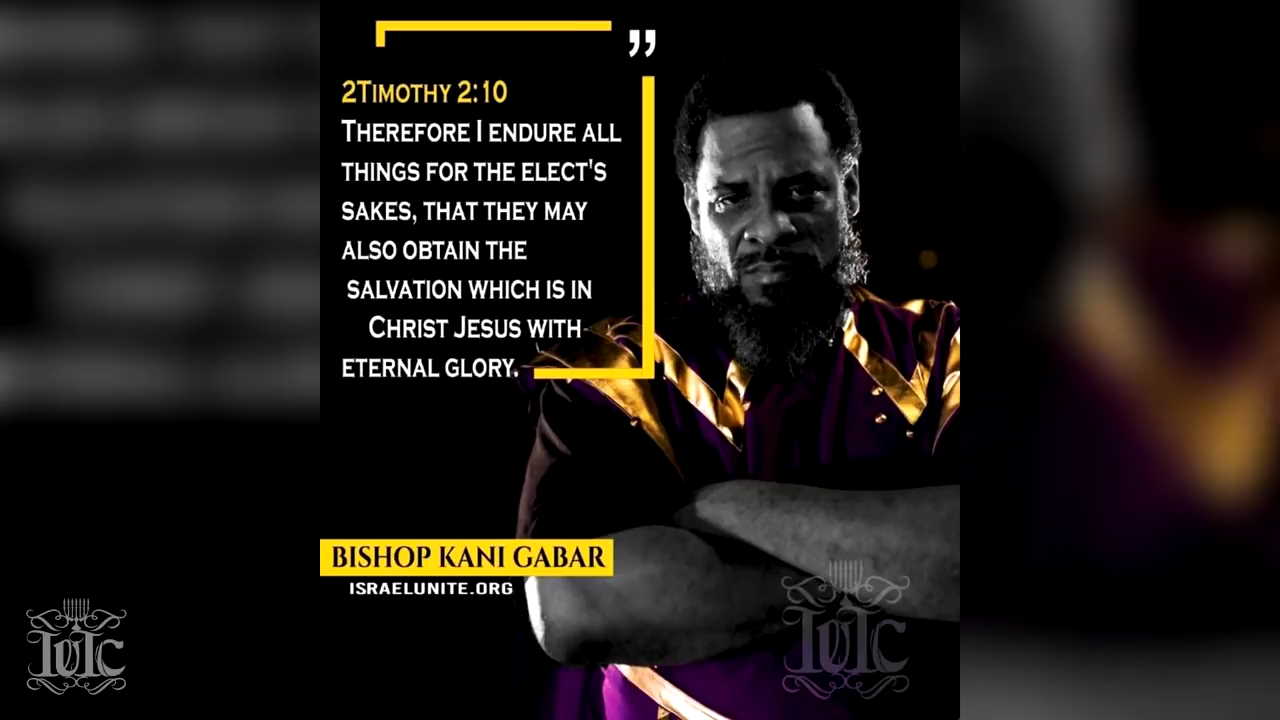 ”
2Timothy 2:10
Therefore I endure all
things for the elect's
sakes, that they may
also obtain the
salvation which is in
Christ Jesus with
eternal glory.
BISHOP KANI GABAR
ISRAELUNITE.ORG
IUIC
IUIC